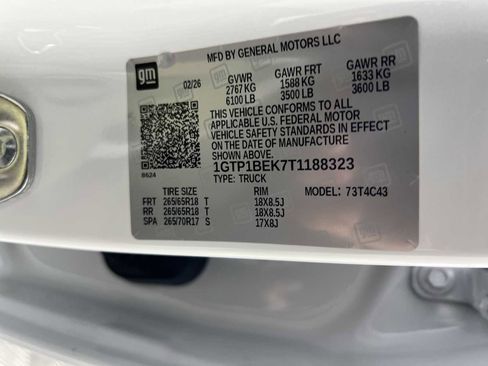 MFD BY GENERAL MOTORS LLC
gm
02/26
GVWR GAWR FRT GAWR RR
2767 KG 1588 KG 1633 KG
6100 LB 3500 LB 3600 LB
THIS VEHICLE CONFORMS TO ALL
APPLICABLE U.S. FEDERAL MOTOR
VEHICLE SAFETY STANDARDS IN EFFECT
ON THE DATE OF MANUFACTURE
SHOWN ABOVE.
8624
1GTP1BEK7T1188323
TYPE: TRUCK
TIRE SIZE RIM MODEL: 73T4C43
FRT 265/65R18 T 18X8.5J
RR 265/65R18 T 18X8.5J
SPA 265/70R17 S 17X8J